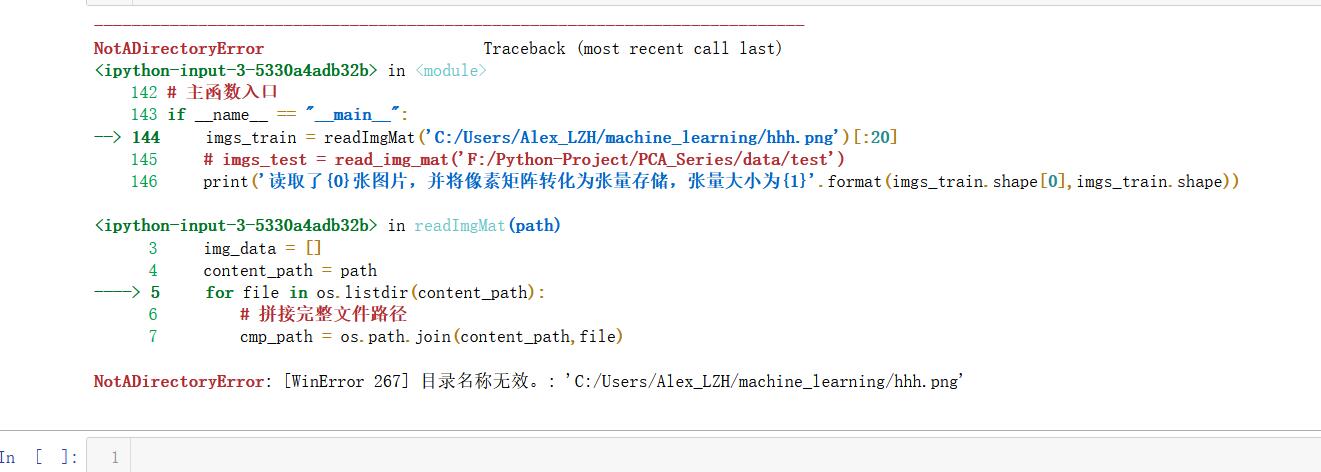 ---------------------------------------------------------------------------
NotADirectoryError Traceback (most recent call last)
<ipython-input-3-5330a4adb32b> in <module>
142 # 主函数入口
143 if __name__ == "__main__":
--> 144 imgs_train = readImgMat('C:/Users/Alex_LZH/machine_learning/hhh.png')[:20]
145 # imgs_test = read_img_mat('F:/Python-Project/PCA_Series/data/test')
146 print('读取了{0}张图片，并将像素矩阵转化为张量存储，张量大小为{1}'.format(imgs_train.shape[0],imgs_train.shape))
<ipython-input-3-5330a4adb32b> in readImgMat(path)
3 img_data = []
4 content_path = path
----> 5 for file in os.listdir(content_path):
6 # 拼接完整文件路径
7 cmp_path = os.path.join(content_path,file)
NotADirectoryError: [WinError 267] 目录名称无效。: 'C:/Users/Alex_LZH/machine_learning/hhh.png'
In [ ]: 1